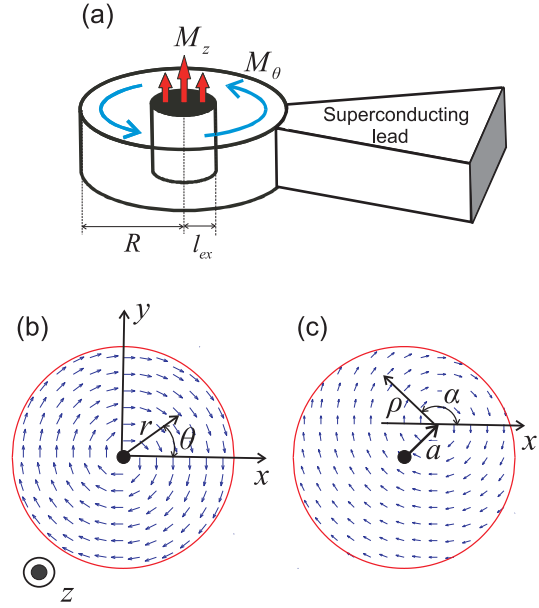 (a)
M_z
M_θ
Superconducting
lead
R
l_ex
(b)
y
r
θ
x
z
(c)
ρ
α
a
x